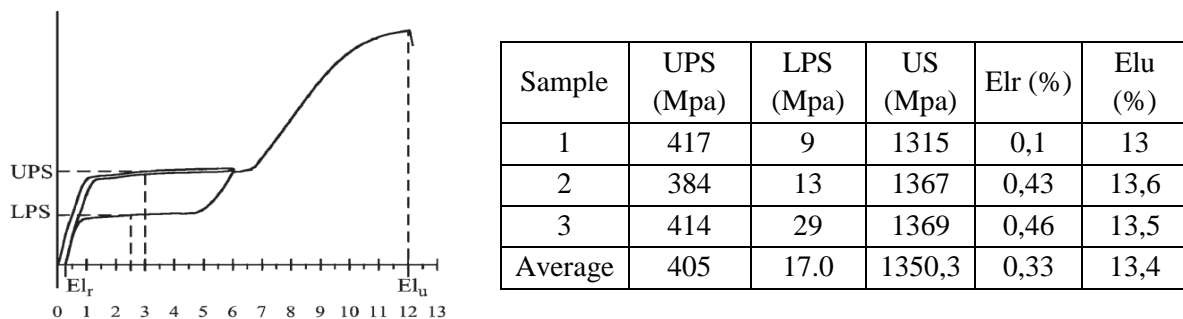 UPS
LPS
El_r
El_u
0 1 2 3 4 5 6 7 8 9 10 11 12 13
Sample UPS (Mpa) LPS (Mpa) US (Mpa) Elr (%) Elu (%)
1 417 9 1315 0,1 13
2 384 13 1367 0,43 13,6
3 414 29 1369 0,46 13,5
Average 405 17.0 1350,3 0,33 13,4